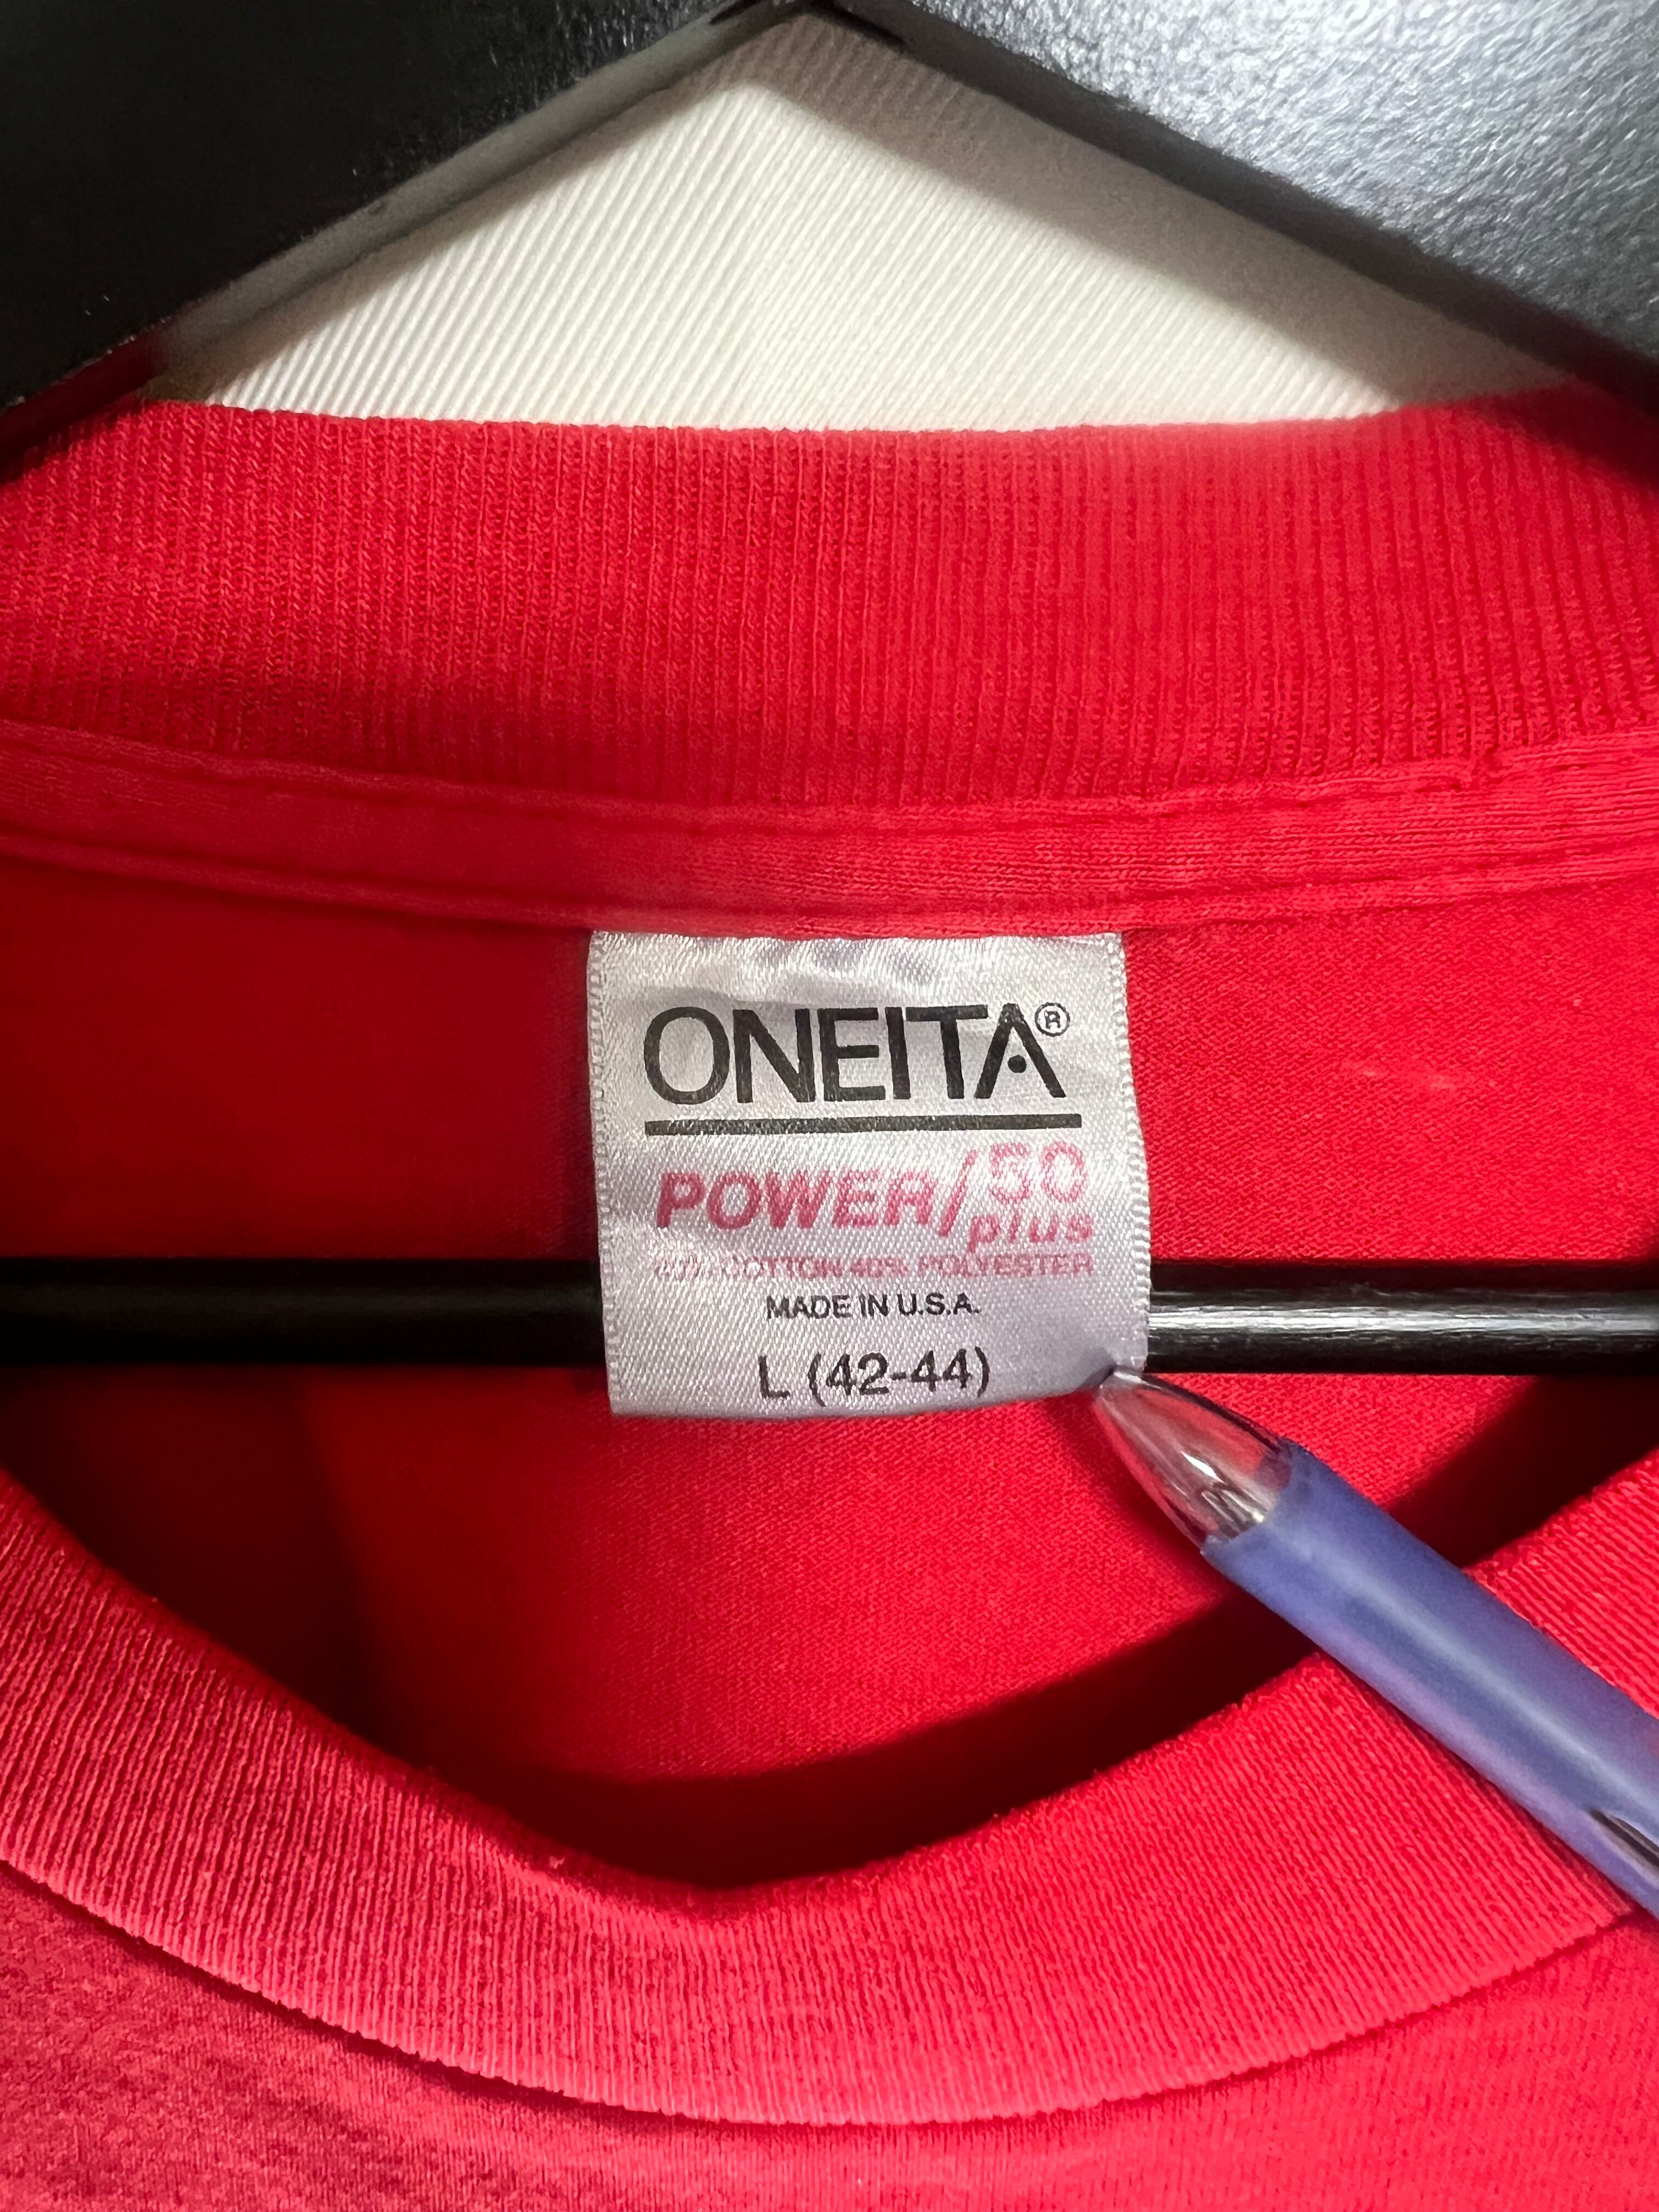 ONEITA®
POWER/50
plus
COTTON 40% POLYESTER
MADE IN U.S.A.
L (42-44)